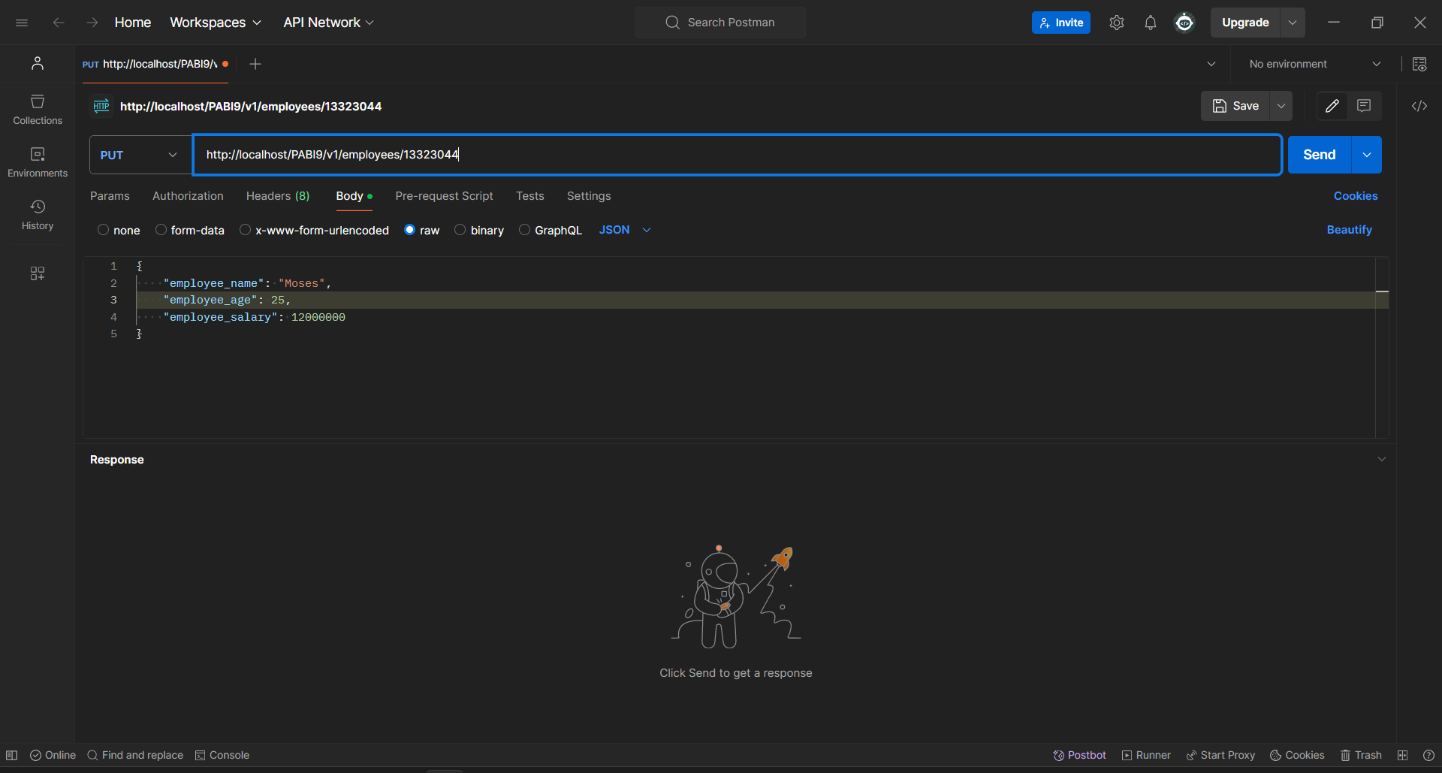 Home Workspaces API Network Search Postman Invite Upgrade
PUT http://localhost/PABI9/v No environment
HTTP http://localhost/PABI9/v1/employees/13323044 Save
Collections
PUT http://localhost/PABI9/v1/employees/13323044 Send
Environments
Params Authorization Headers (8) Body Pre-request Script Tests Settings Cookies
History
none form-data x-www-form-urlencoded raw binary GraphQL JSON Beautify
1 {
2 "employee_name": "Moses",
3 "employee_age": 25,
4 "employee_salary": 12000000
5 }
Response
Click Send to get a response
Online Find and replace Console Postbot Runner Start Proxy Cookies Trash